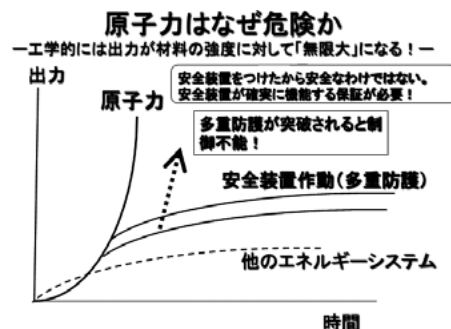 原子力はなぜ危険か
ー工学的には出力が材料の強度に対して「無限大」になる！ー
出力
安全装置をつけたから安全なわけではない。
安全装置が確実に機能する保証が必要！
原子力
多重防護が突破されると制
御不能！
安全装置作動（多重防護）
他のエネルギーシステム
時間